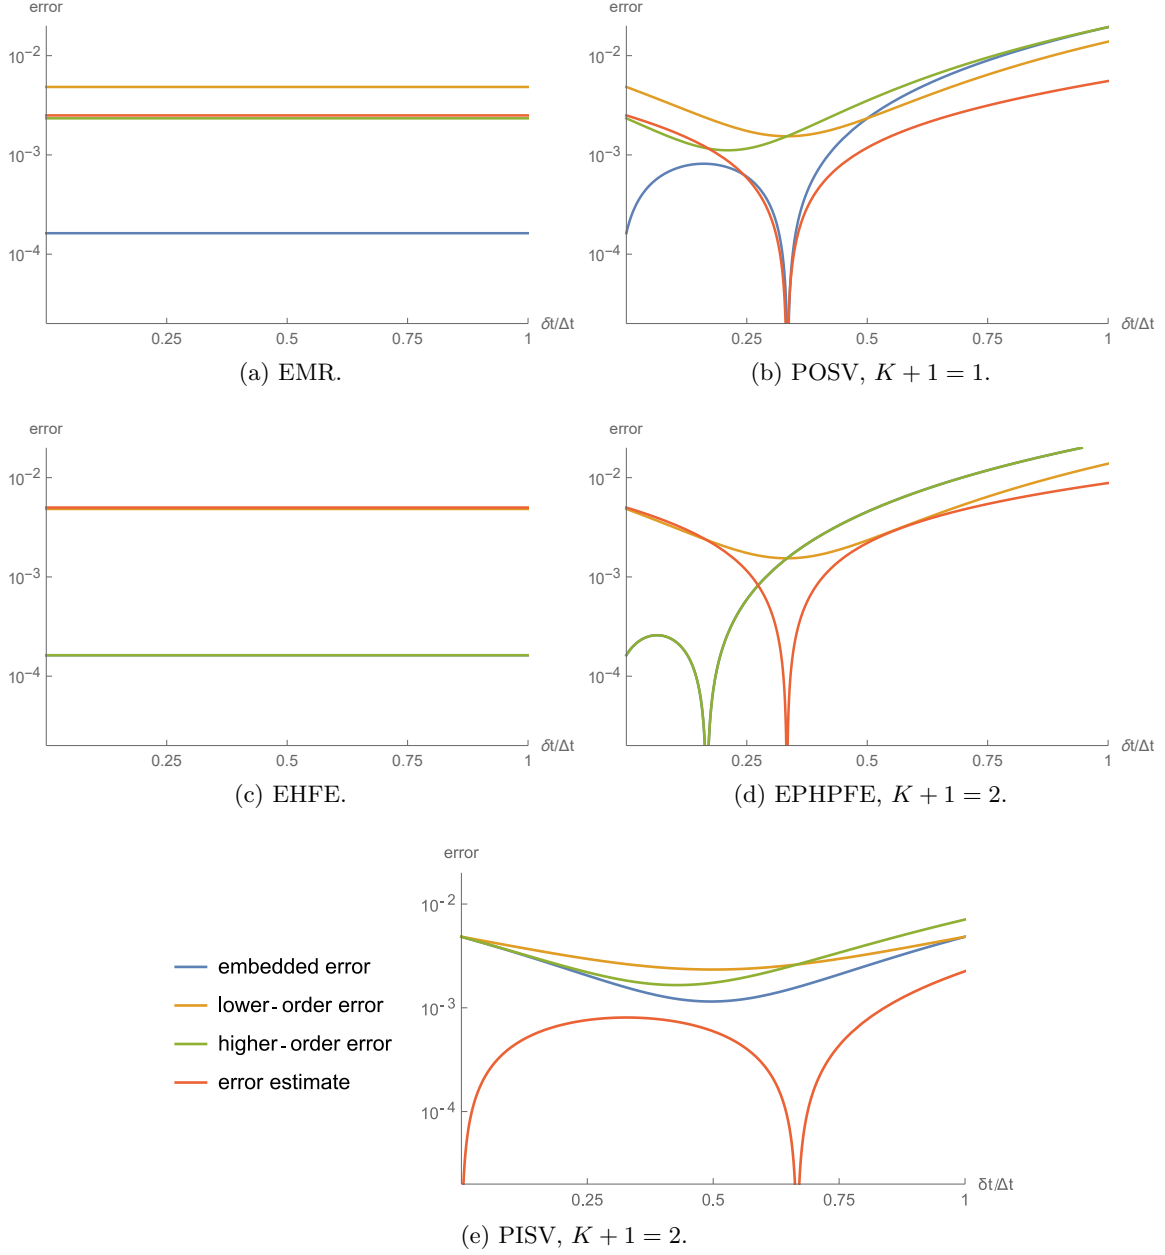 error
10⁻²
10⁻³
10⁻⁴
0.25 0.5 0.75 1
δt/Δt
(a) EMR.
error
10⁻²
10⁻³
10⁻⁴
0.25 0.5 0.75 1
δt/Δt
(b) POSV, K + 1 = 1.
error
10⁻²
10⁻³
10⁻⁴
0.25 0.5 0.75 1
δt/Δt
(c) EHFE.
error
10⁻²
10⁻³
10⁻⁴
0.25 0.5 0.75 1
δt/Δt
(d) EPHPFE, K + 1 = 2.
embedded error
lower-order error
higher-order error
error estimate
error
10⁻²
10⁻³
10⁻⁴
0.25 0.5 0.75 1
δt/Δt
(e) PISV, K + 1 = 2.